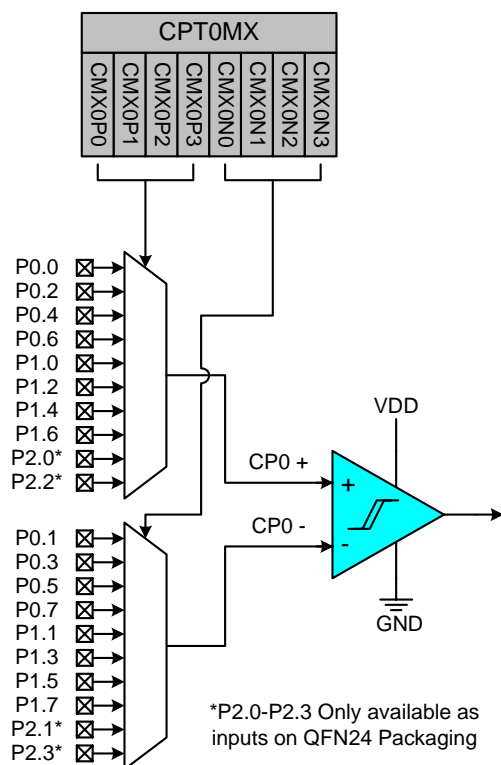 CPT0MX
CMX0P0
CMX0P1
CMX0P2
CMX0P3
CMX0N0
CMX0N1
CMX0N2
CMX0N3
P0.0
P0.2
P0.4
P0.6
P1.0
P1.2
P1.4
P1.6
P2.0*
P2.2*
VDD
CP0 +
+
P0.1
P0.3
P0.5
P0.7
P1.1
P1.3
P1.5
P1.7
P2.1*
P2.3*
CP0 -
-
GND
*P2.0-P2.3 Only available as
inputs on QFN24 Packaging